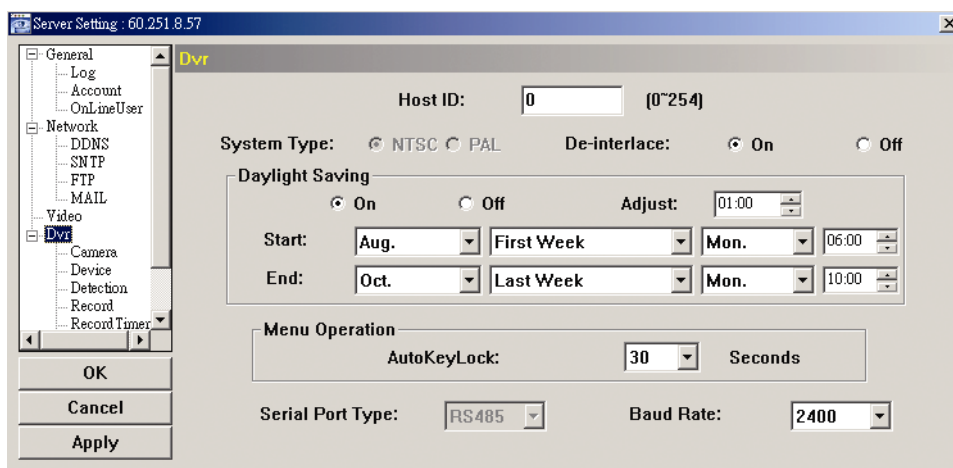 Server Setting : 60.251.8.57
General
Log
Account
OnLineUser
Network
DDNS
SNTP
FTP
MAIL
Video
Dvr
Camera
Device
Detection
Record
Record Timer
OK
Cancel
Apply
Dvr
Host ID: 0 (0~254)
System Type: NTSC PAL De-interlace: On Off
Daylight Saving
On Off Adjust: 01:00
Start: Aug. First Week Mon. 06:00
End: Oct. Last Week Mon. 10:00
Menu Operation
AutoKeyLock: 30 Seconds
Serial Port Type: RS485 Baud Rate: 2400